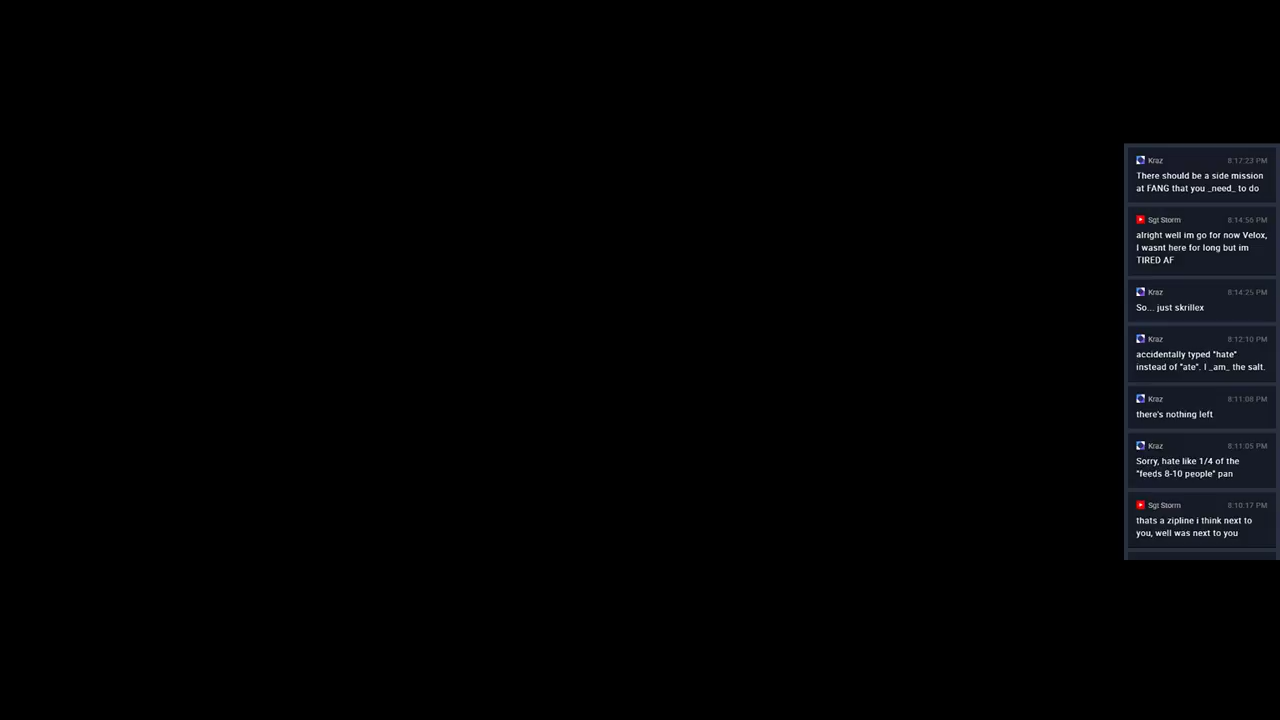 Kraz 8:17:23 PM
There should be a side mission
at FANG that you _need_ to do
Sgt Storm 8:14:56 PM
alright well im go for now Velox,
I wasnt here for long but im
TIRED AF
Kraz 8:14:25 PM
So... just skrillex
Kraz 8:12:10 PM
accidentally typed "hate"
instead of "ate". I _am_ the salt.
Kraz 8:11:08 PM
there's nothing left
Kraz 8:11:05 PM
Sorry, hate like 1/4 of the
"feeds 8-10 people" pan
Sgt Storm 8:10:17 PM
thats a zipline i think next to
you, well was next to you